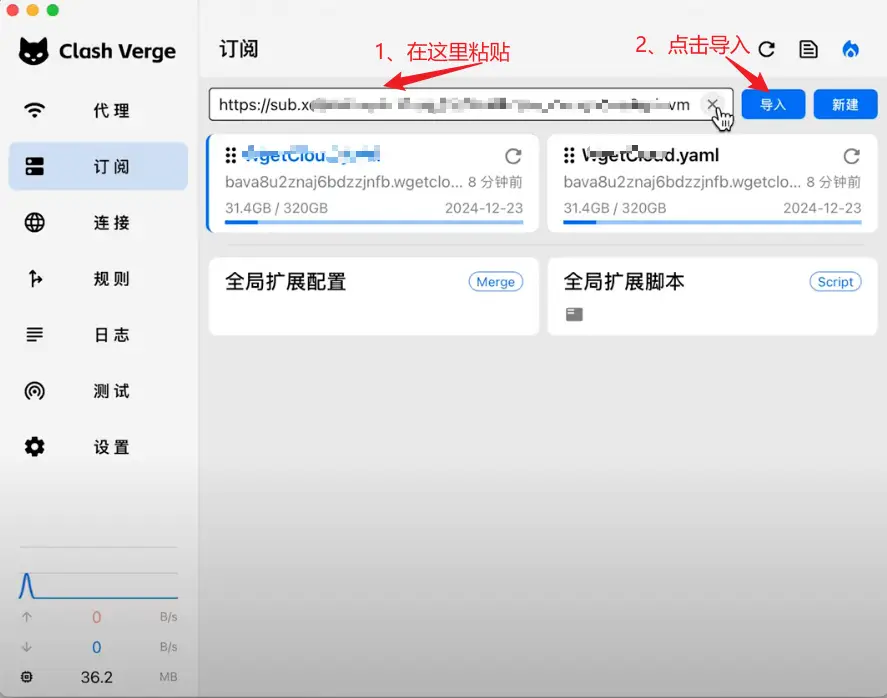 Clash Verge
订阅
1、在这里粘贴
2、点击导入
代 理
https://sub.x vm
导入
新建
订 阅
WgetCloud.yaml
bava8u2znaj6bdzzjnfb.wgetclo... 8 分钟前
31.4GB / 320GB 2024-12-23
WgetCloud.yaml
bava8u2znaj6bdzzjnfb.wgetclo... 8 分钟前
31.4GB / 320GB 2024-12-23
连 接
规 则
全局扩展配置 Merge
全局扩展脚本 Script
日 志
测 试
设 置
0 B/s
0 B/s
36.2 MB